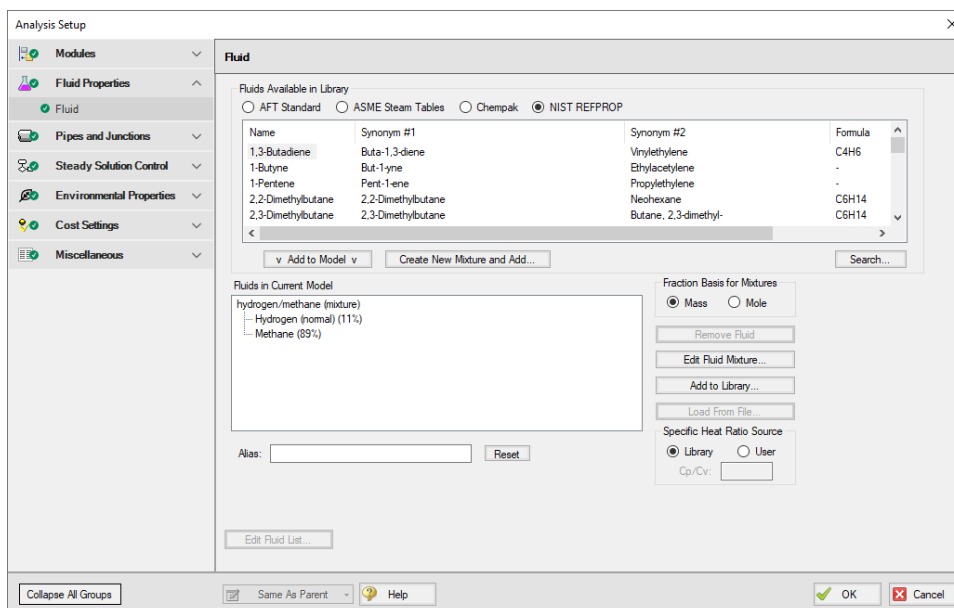 Analysis Setup
Modules
Fluid Properties
Fluid
Pipes and Junctions
Steady Solution Control
Environmental Properties
Cost Settings
Miscellaneous
Collapse All Groups
Fluid
Fluids Available in Library
AFT Standard ASME Steam Tables Chempak NIST REFPROP
Name Synonym #1 Synonym #2 Formula
1,3-Butadiene Buta-1,3-diene Vinylethylene C4H6
1-Butyne But-1-yne Ethylacetylene -
1-Pentene Pent-1-ene Propylethylene -
2,2-Dimethylbutane 2,2-Dimethylbutane Neohexane C6H14
2,3-Dimethylbutane 2,3-Dimethylbutane Butane, 2,3-dimethyl- C6H14
v Add to Model v Create New Mixture and Add... Search...
Fluids in Current Model
hydrogen/methane (mixture)
Hydrogen (normal) (11%)
Methane (89%)
Fraction Basis for Mixtures
Mass Mole
Remove Fluid
Edit Fluid Mixture...
Add to Library...
Load From File...
Specific Heat Ratio Source
Library User
Cp/Cv:
Alias: Reset
Edit Fluid List...
Same As Parent Help OK Cancel